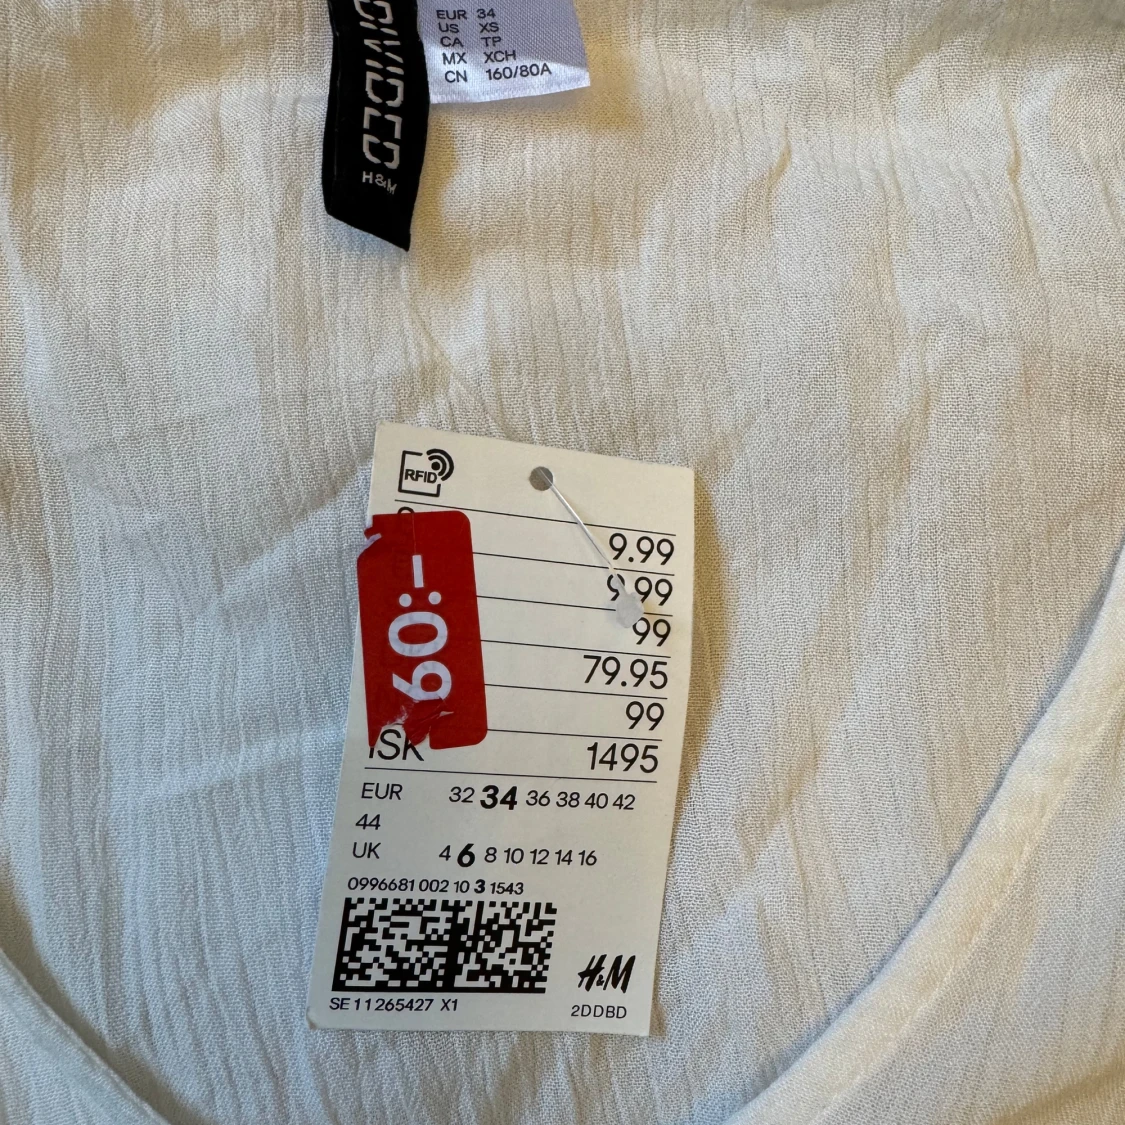 DIVIDED
H&M
EUR 34
US XS
CA TP
MX XCH
CN 160/80A
RFID
9.99
9.99
99
79.95
99
ISK 1495
60:-
EUR 32 34 36 38 40 42
44
UK 4 6 8 10 12 14 16
0996681 002 10 3 1543
SE 11265427 X1
H&M
2DDBD